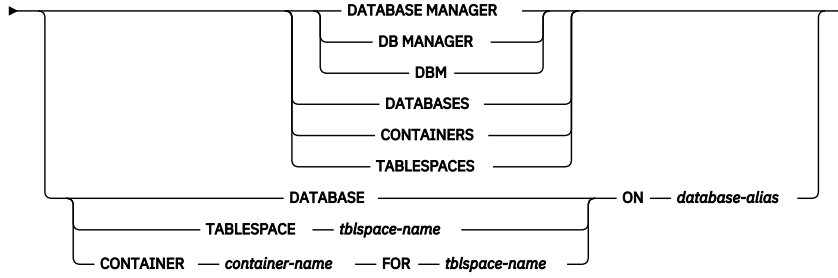 DATABASE MANAGER
DB MANAGER
DBM
DATABASES
CONTAINERS
TABLESPACES
DATABASE ON database-alias
TABLESPACE tblspace-name
CONTAINER container-name FOR tblspace-name